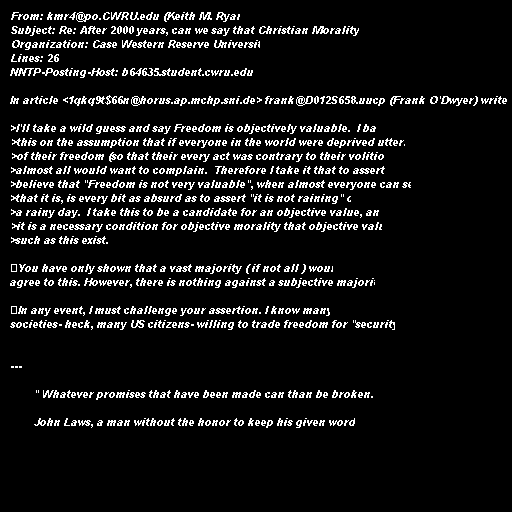 From: kmr4@po.CWRU.edu (Keith M. Ryan
Subject: Re: After 2000 years, can we say that Christian Morality
Organization: Case Western Reserve Universit
Lines: 26
NNTP-Posting-Host: b64635.student.cwru.edu
In article <1qkq9t$66n@horus.ap.mchp.sni.de> frank@D012S658.uucp (Frank O'Dwyer) write
>I'll take a wild guess and say Freedom is objectively valuable. I ba
>this on the assumption that if everyone in the world were deprived utter
>of their freedom (so that their every act was contrary to their volitio
>almost all would want to complain. Therefore I take it that to assert
>believe that "Freedom is not very valuable", when almost everyone can se
>that it is, is every bit as absurd as to assert "it is not raining" o
>a rainy day. I take this to be a candidate for an objective value, an
>it is a necessary condition for objective morality that objective valu
>such as this exist.
You have only shown that a vast majority ( if not all ) woul
agree to this. However, there is nothing against a subjective majori
In any event, I must challenge your assertion. I know many
societies- heck, many US citizens- willing to trade freedom for "security
---
" Whatever promises that have been made can than be broken.
John Laws, a man without the honor to keep his given word